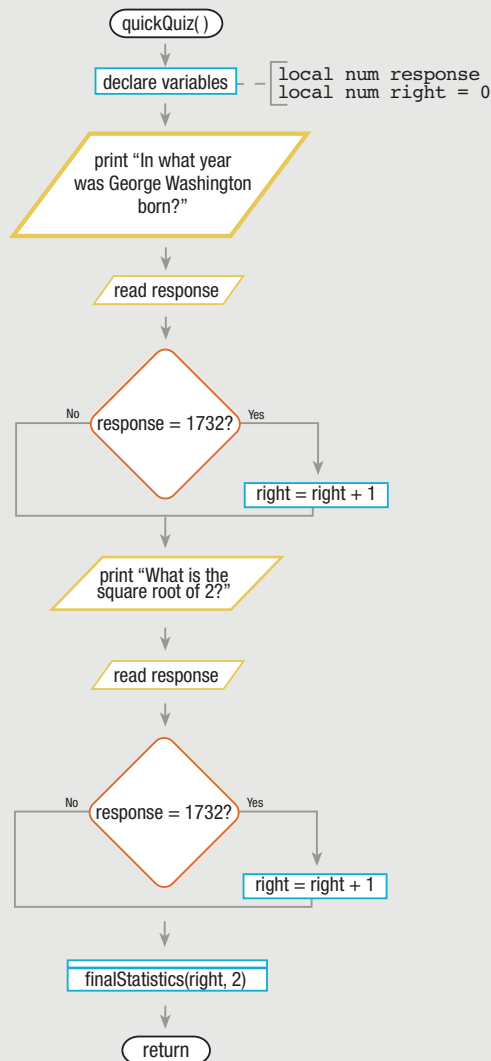 quickQuiz( )
declare variables
local num response
local num right = 0
print “In what year
was George Washington
born?”
read response
No
response = 1732?
Yes
right = right + 1
print “What is the
square root of 2?”
read response
No
response = 1732?
Yes
right = right + 1
finalStatistics(right, 2)
return